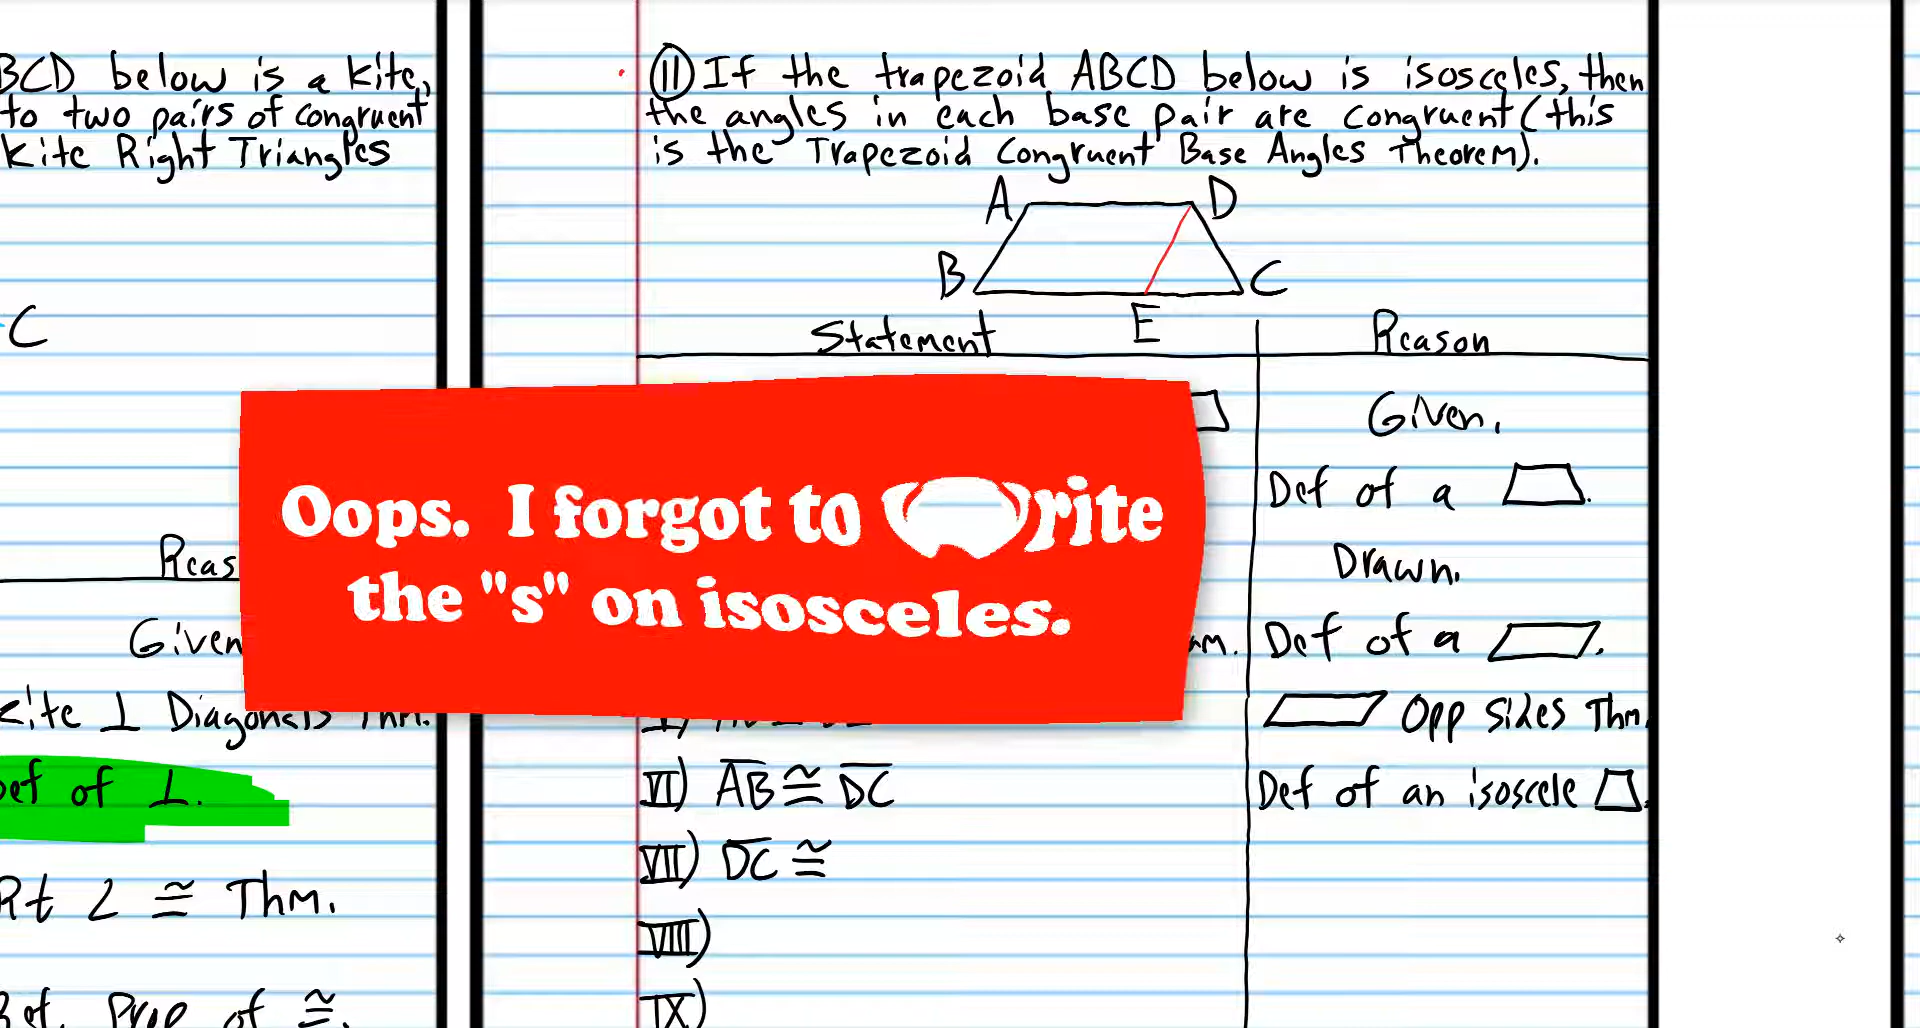 BCD below is a kite,
to two pairs of congruent
Kite Right Triangles
C
Reas
Given
kite ⊥ Diagonals Thm.
Def of ⊥.
Rt ∠ ≅ Thm.
Ref. Prop of ≅.
11 If the trapezoid ABCD below is isosceles, then
the angles in each base pair are congruent (this
is the Trapezoid Congruent Base Angles Theorem).
A D
B C
E
Statement Reason
Given.
Def of a ▱.
Drawn.
Def of a ▱.
▱ Opp sides Thm.
VI) AB ≅ DC Def of an isoscele
VII) DC ≅
VIII)
IX)
Oops. I forgot to rite
the "s" on isosceles.